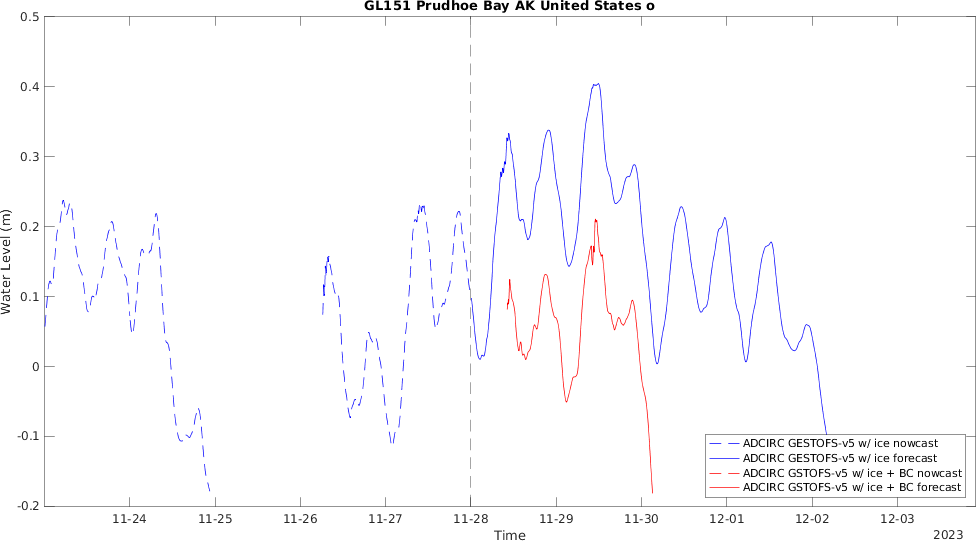 GL151 Prudhoe Bay AK United States o
Water Level (m)
0.5
0.4
0.3
0.2
0.1
0
-0.1
-0.2
11-24 11-25 11-26 11-27 11-28 11-29 11-30 12-01 12-02 12-03
Time
2023
ADCIRC GESTOFS-v5 w/ ice nowcast
ADCIRC GESTOFS-v5 w/ ice forecast
ADCIRC GSTOFS-v5 w/ ice + BC nowcast
ADCIRC GSTOFS-v5 w/ ice + BC forecast